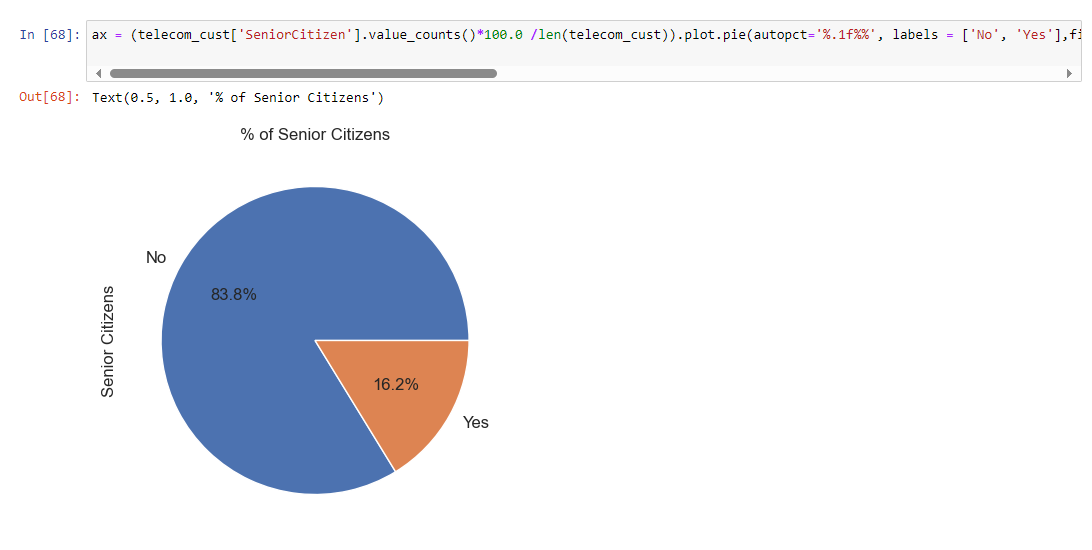 In [68]: ax = (telecom_cust['SeniorCitizen'].value_counts()*100.0 /len(telecom_cust)).plot.pie(autopct='%.1f%%', labels = ['No', 'Yes'],fi
Out[68]: Text(0.5, 1.0, '% of Senior Citizens')
% of Senior Citizens
No
83.8%
Senior Citizens
16.2%
Yes